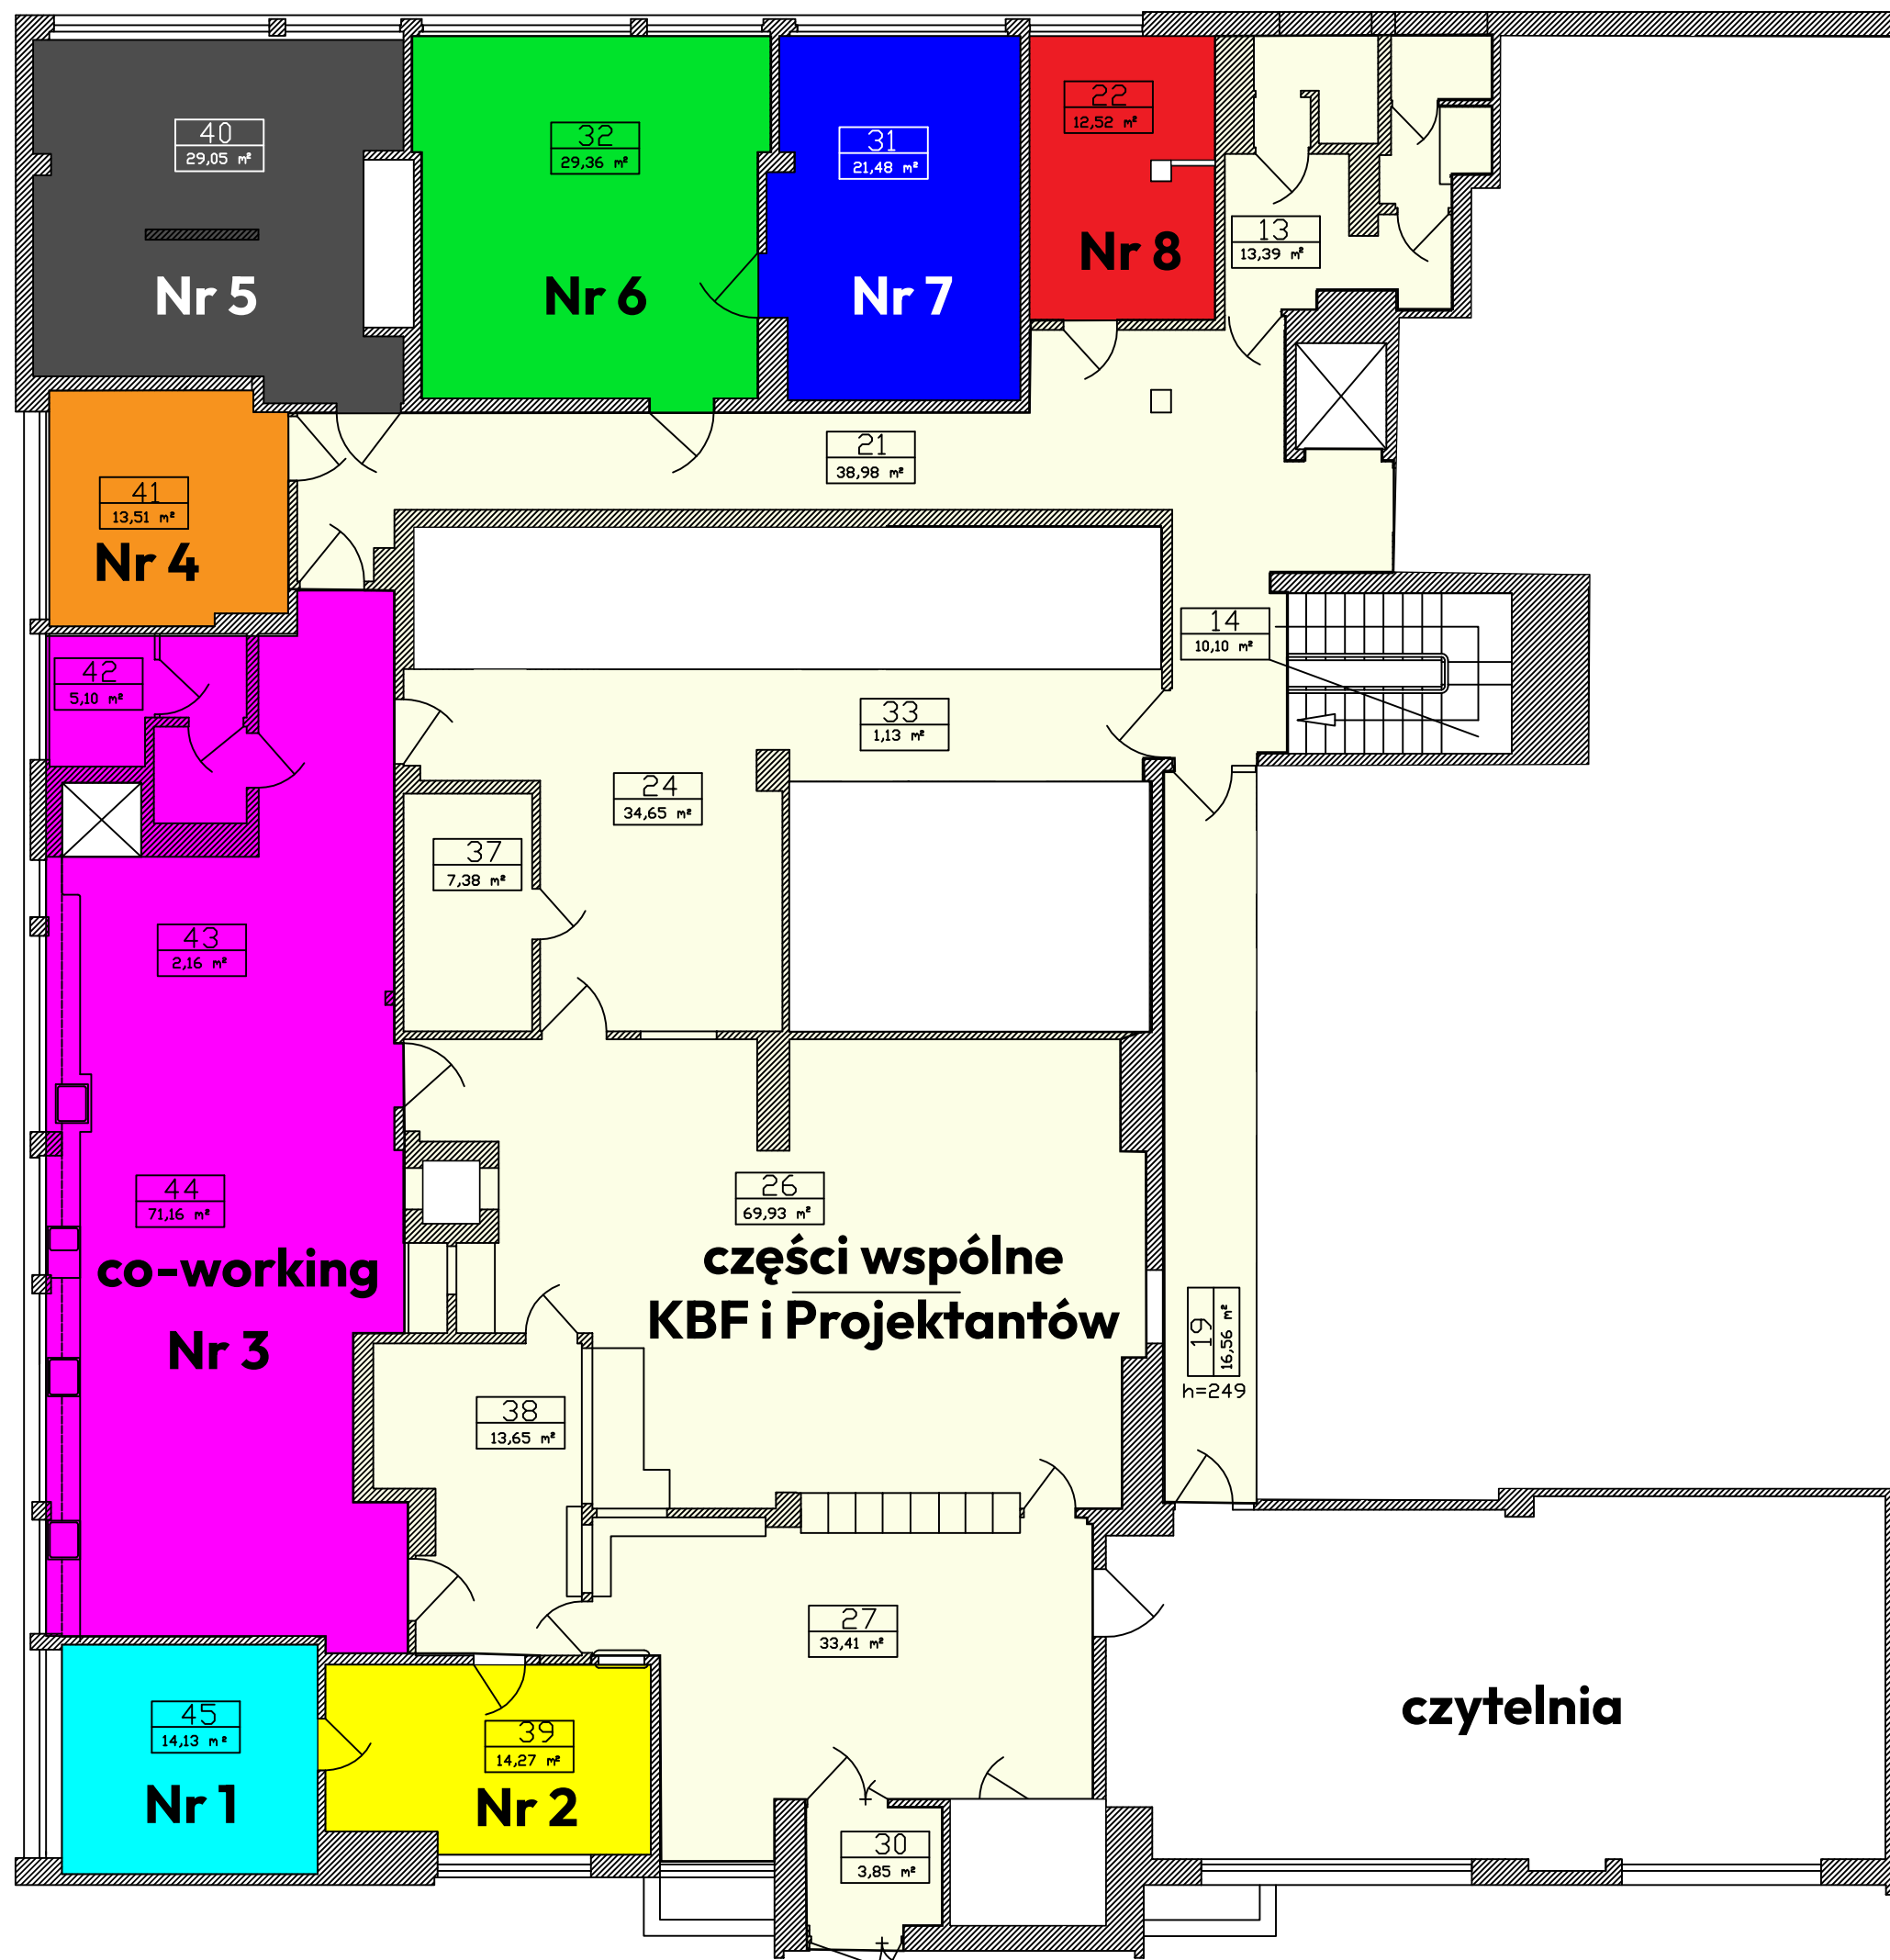 40
29,05 m²
Nr 5
32
29,36 m²
Nr 6
31
21,48 m²
Nr 7
22
12,52 m²
Nr 8
13
13,39 m²
41
13,51 m²
Nr 4
21
38,98 m²
14
10,10 m²
42
5,10 m²
33
1,13 m²
24
34,65 m²
37
7,38 m²
43
2,16 m²
44
71,16 m²
co-working
Nr 3
26
69,93 m²
części wspólne
KBF i Projektantów
19
16,56 m²
h=249
38
13,65 m²
27
33,41 m²
czytelnia
45
14,13 m²
Nr 1
39
14,27 m²
Nr 2
30
3,85 m²